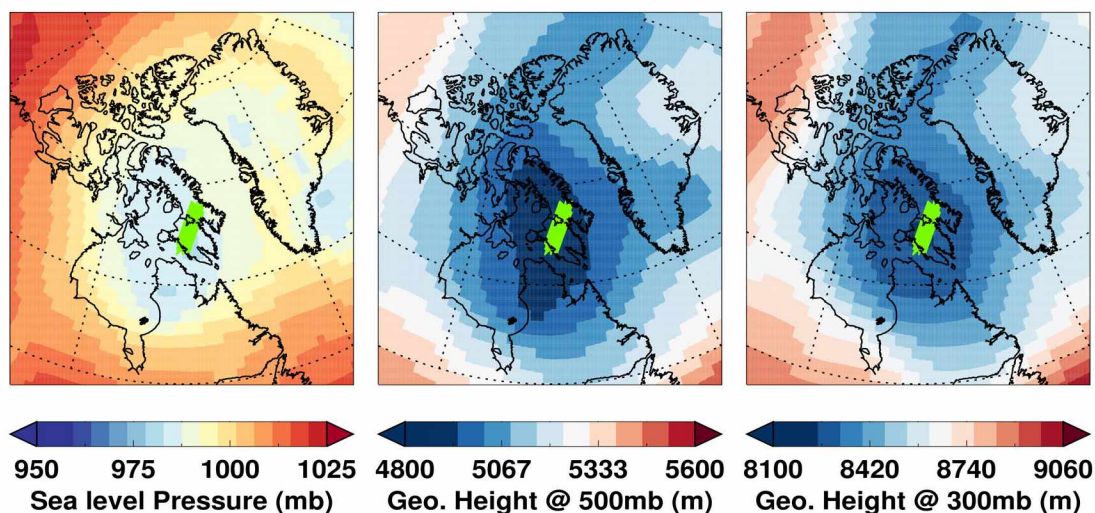 950 975 1000 1025
Sea level Pressure (mb)
4800 5067 5333 5600
Geo. Height @ 500mb (m)
8100 8420 8740 9060
Geo. Height @ 300mb (m)